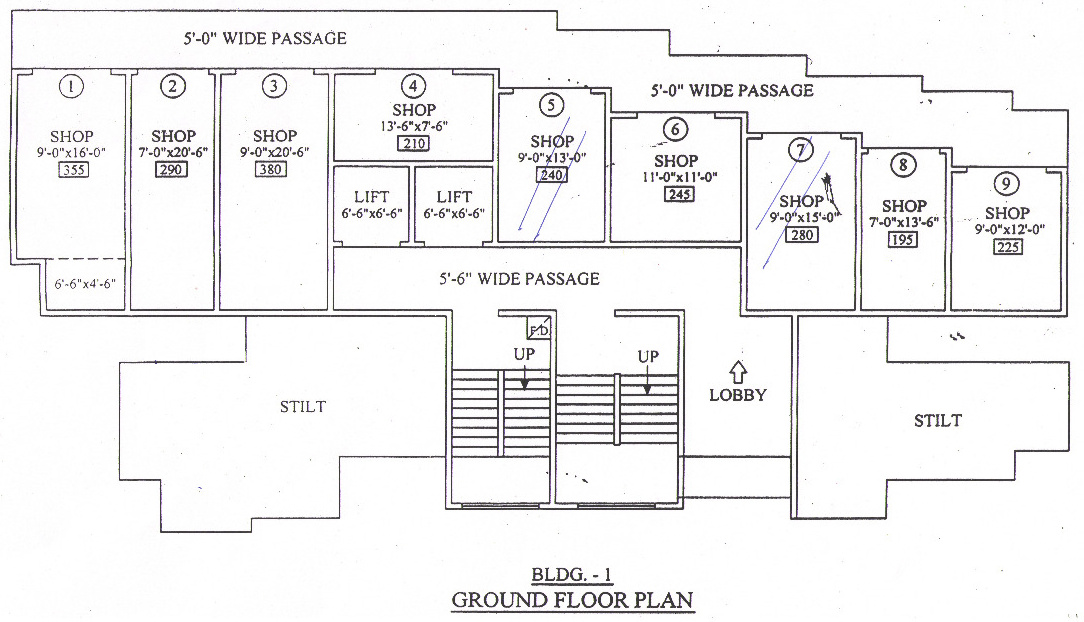 5'-0" WIDE PASSAGE
5'-0" WIDE PASSAGE
1
SHOP
9'-0"x16'-0"
355
6'-6"x4'-6"
2
SHOP
7'-0"x20'-6"
290
3
SHOP
9'-0"x20'-6"
380
4
SHOP
13'-6"x7'-6"
210
LIFT
6'-6"x6'-6"
LIFT
6'-6"x6'-6"
5
SHOP
9'-0"x13'-0"
240
6
SHOP
11'-0"x11'-0"
245
7
SHOP
9'-0"x15'-0"
280
8
SHOP
7'-0"x13'-6"
195
9
SHOP
9'-0"x12'-0"
225
5'-6" WIDE PASSAGE
F.D.
UP
UP
LOBBY
STILT
STILT
BLDG. - 1
GROUND FLOOR PLAN